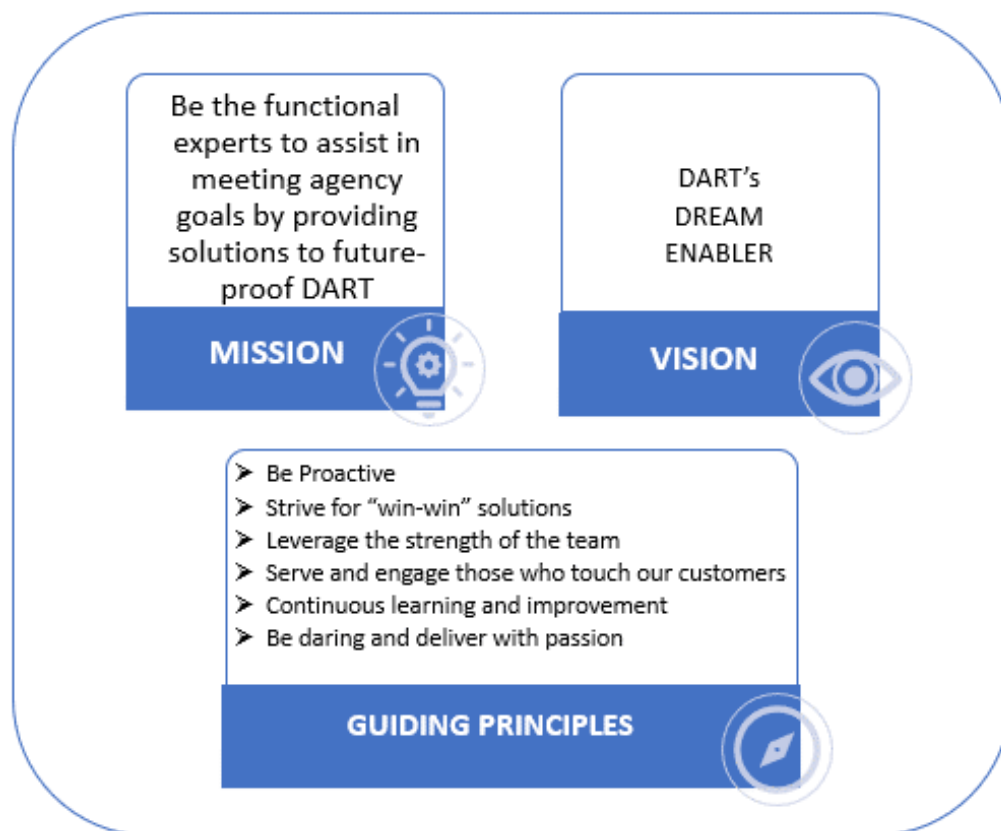 Be the functional
experts to assist in
meeting agency
goals by providing
solutions to future-
proof DART
MISSION
DART’s
DREAM
ENABLER
VISION
➤ Be Proactive
➤ Strive for “win-win” solutions
➤ Leverage the strength of the team
➤ Serve and engage those who touch our customers
➤ Continuous learning and improvement
➤ Be daring and deliver with passion
GUIDING PRINCIPLES